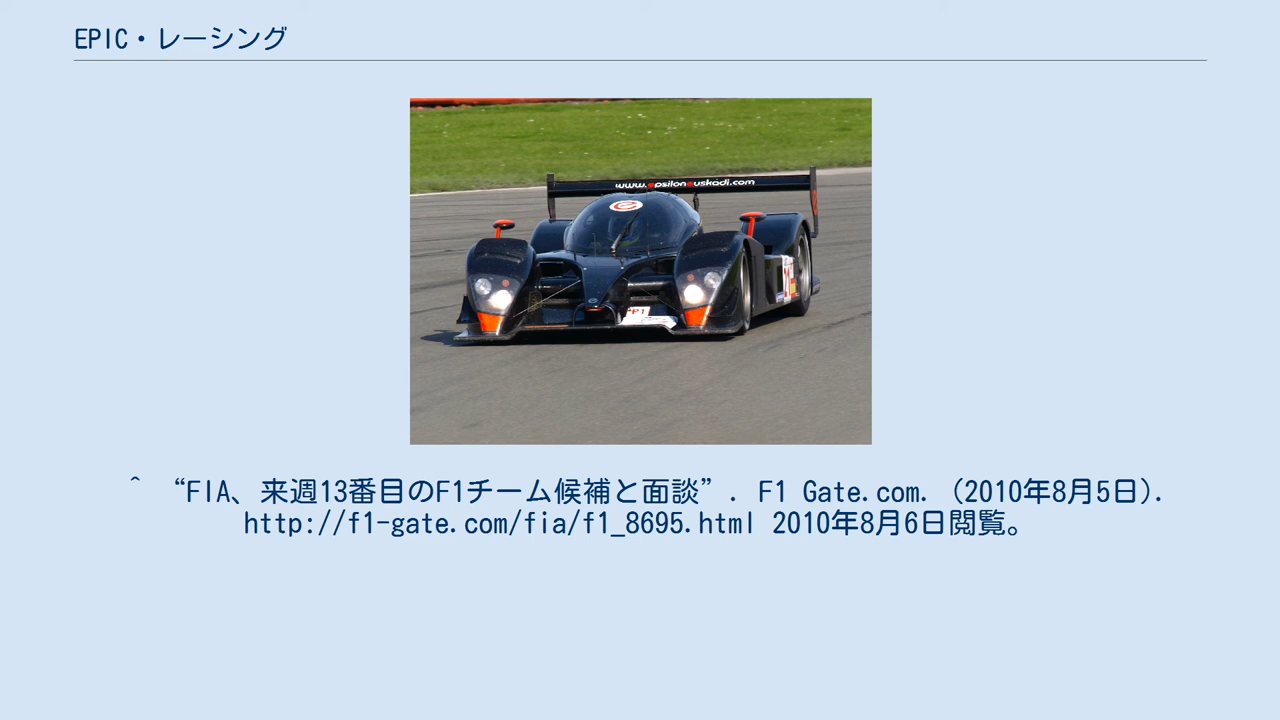 EPIC・レーシング
www.epsiloneuskadi.com
^ “FIA、来週13番目のF1チーム候補と面談”. F1 Gate.com. (2010年8月5日).
http://f1-gate.com/fia/f1_8695.html 2010年8月6日閲覧。